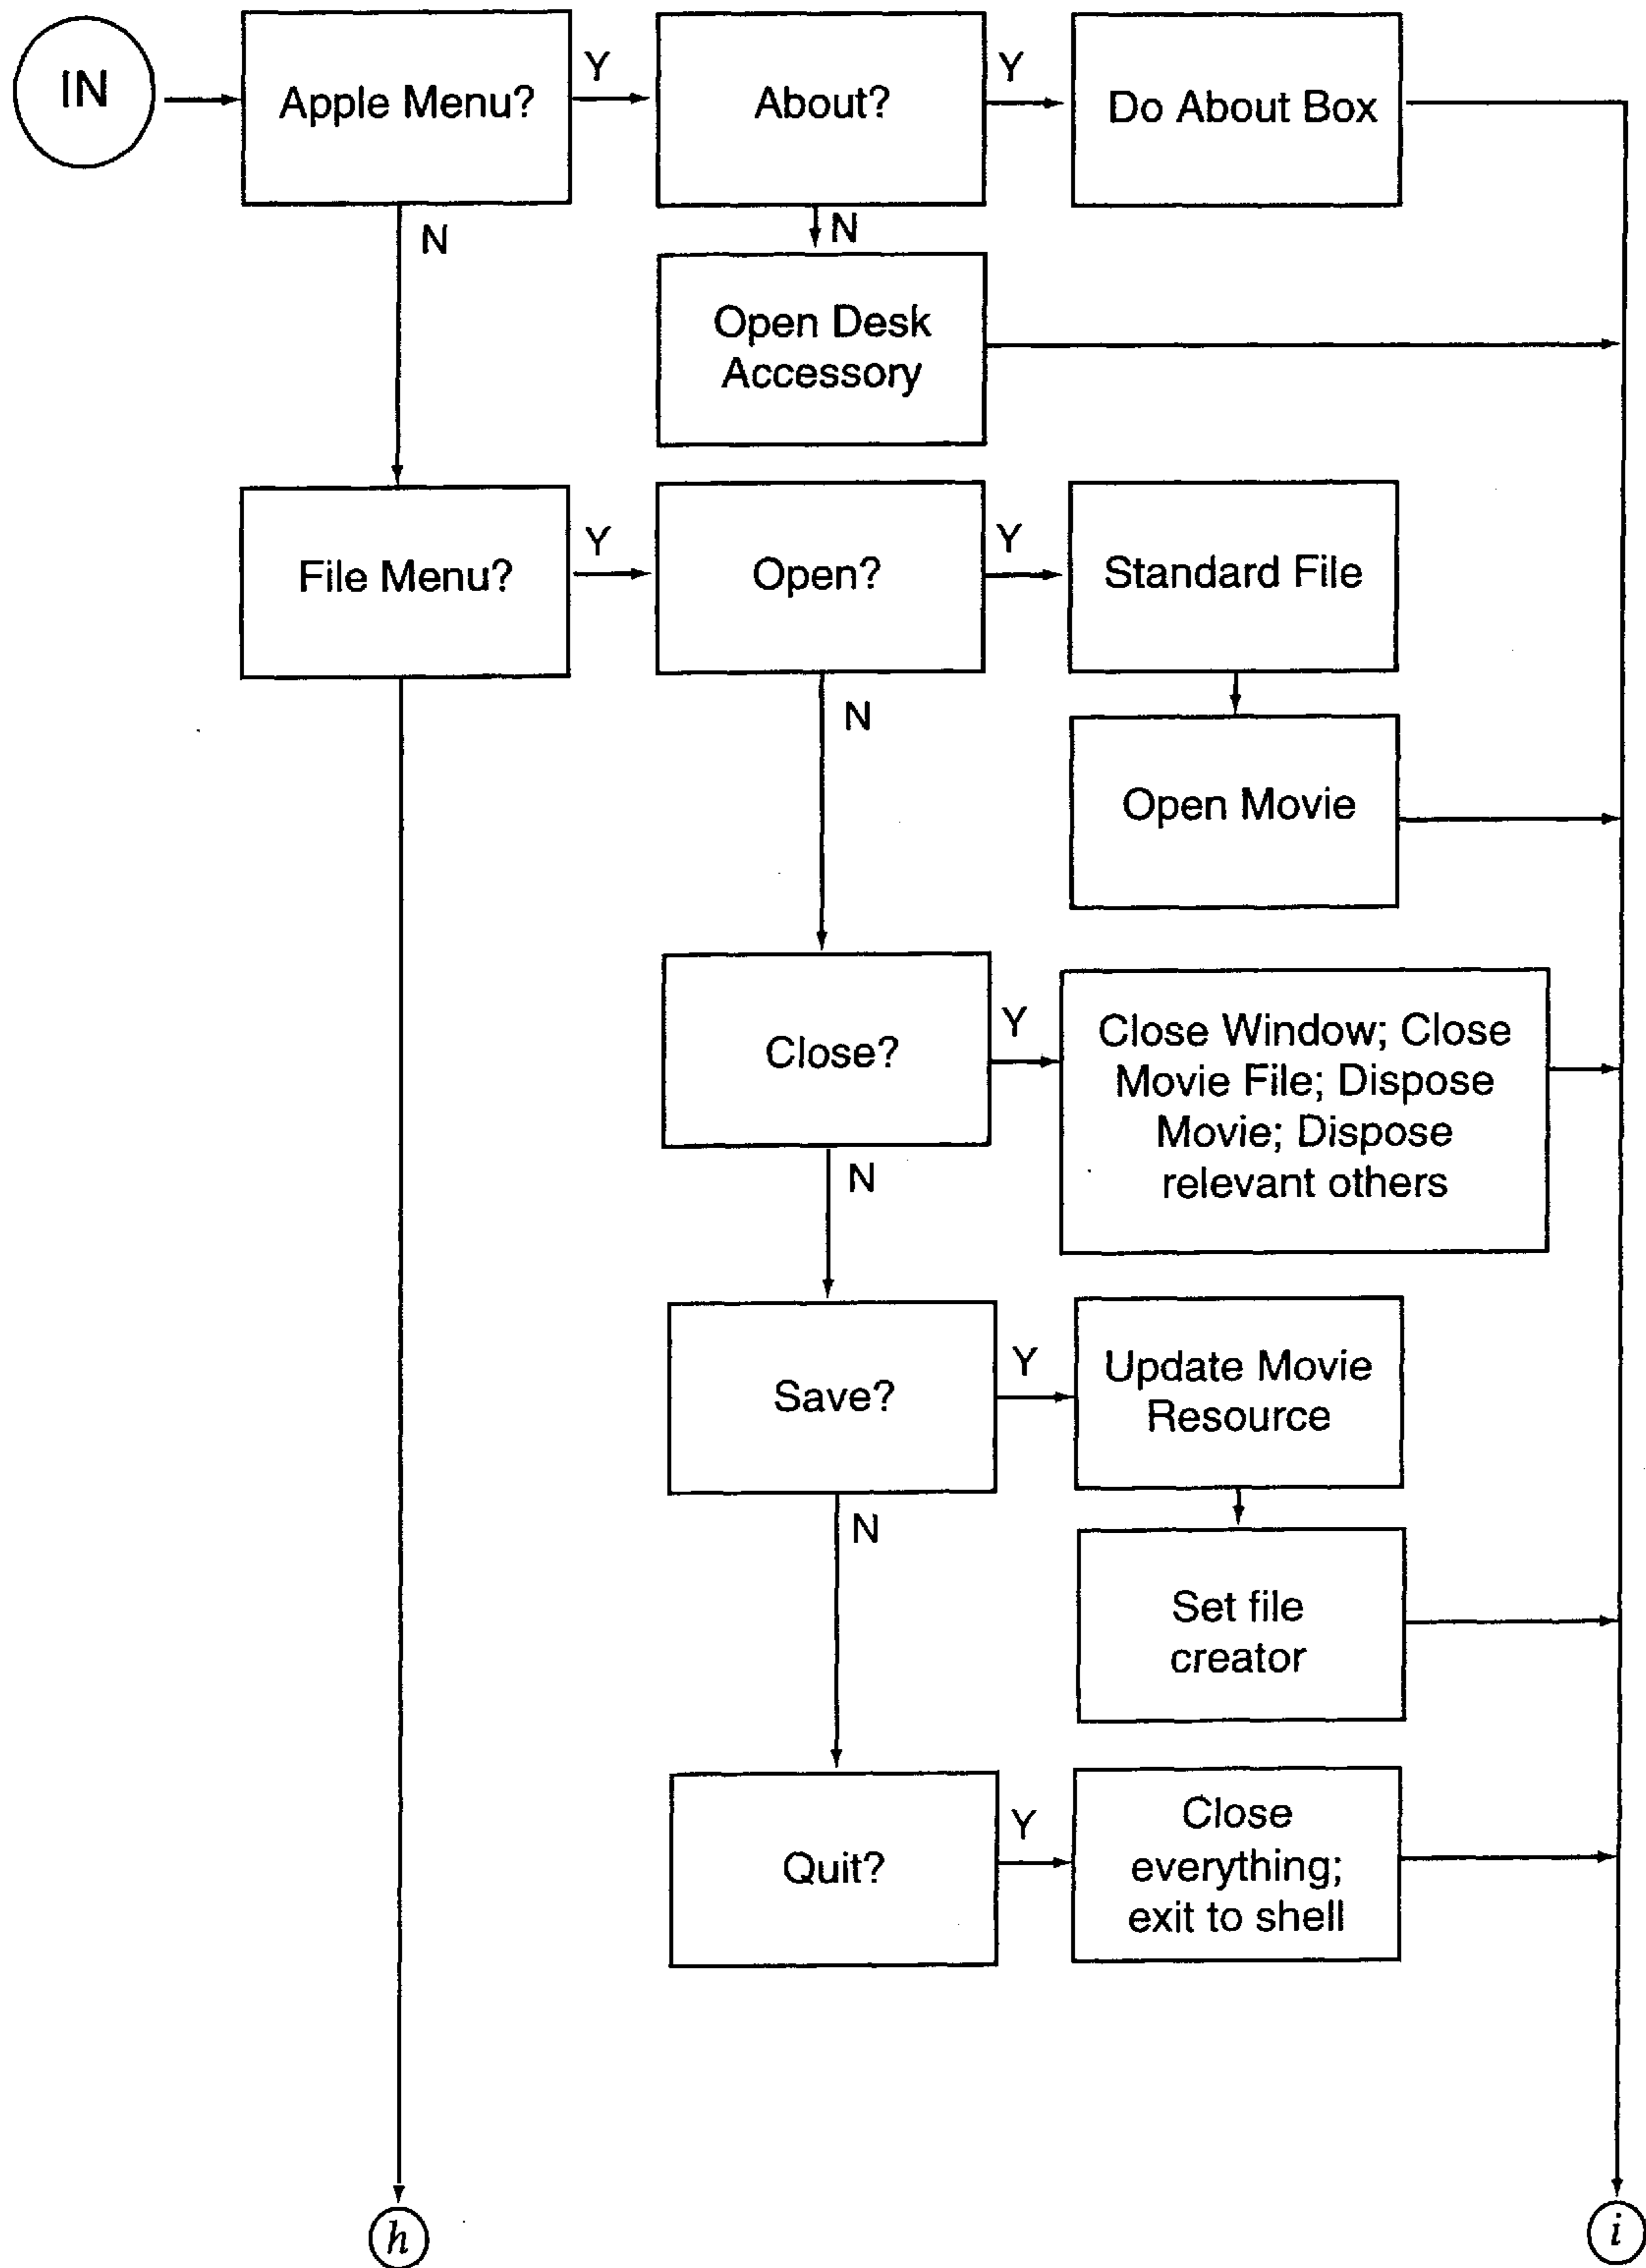 IN
Apple Menu?
Y
About?
Y
Do About Box
N
N
Open Desk
Accessory
File Menu?
Y
Open?
Y
Standard File
N
Open Movie
Close?
Y
Close Window; Close
Movie File; Dispose
Movie; Dispose
relevant others
N
Save?
Y
Update Movie
Resource
N
Set file
creator
Quit?
Y
Close
everything;
exit to shell
h
i